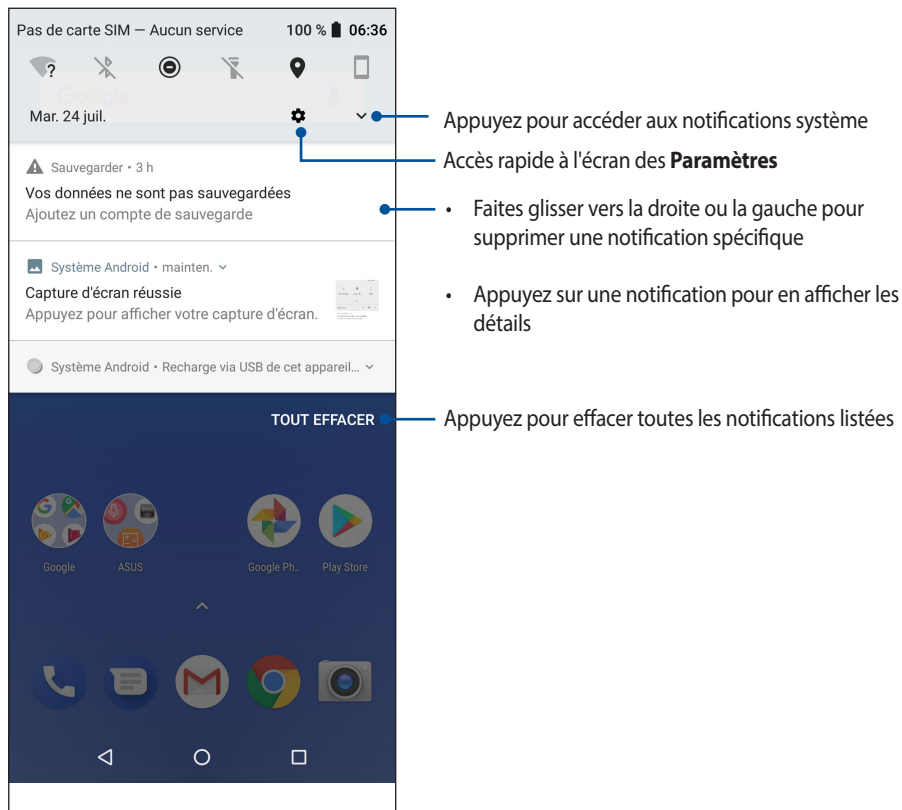 Pas de carte SIM — Aucun service 100 % 06:36
?
Google
Mar. 24 juil.
Appuyez pour accéder aux notifications système
Accès rapide à l'écran des Paramètres
Sauvegarder • 3 h
Vos données ne sont pas sauvegardées
Ajoutez un compte de sauvegarde
• Faites glisser vers la droite ou la gauche pour
supprimer une notification spécifique
Système Android • mainten.
Capture d'écran réussie
Appuyez pour afficher votre capture d'écran.
• Appuyez sur une notification pour en afficher les
détails
Système Android • Recharge via USB de cet appareil...
TOUT EFFACER
Appuyez pour effacer toutes les notifications listées
Google ASUS Google Ph.. Play Store